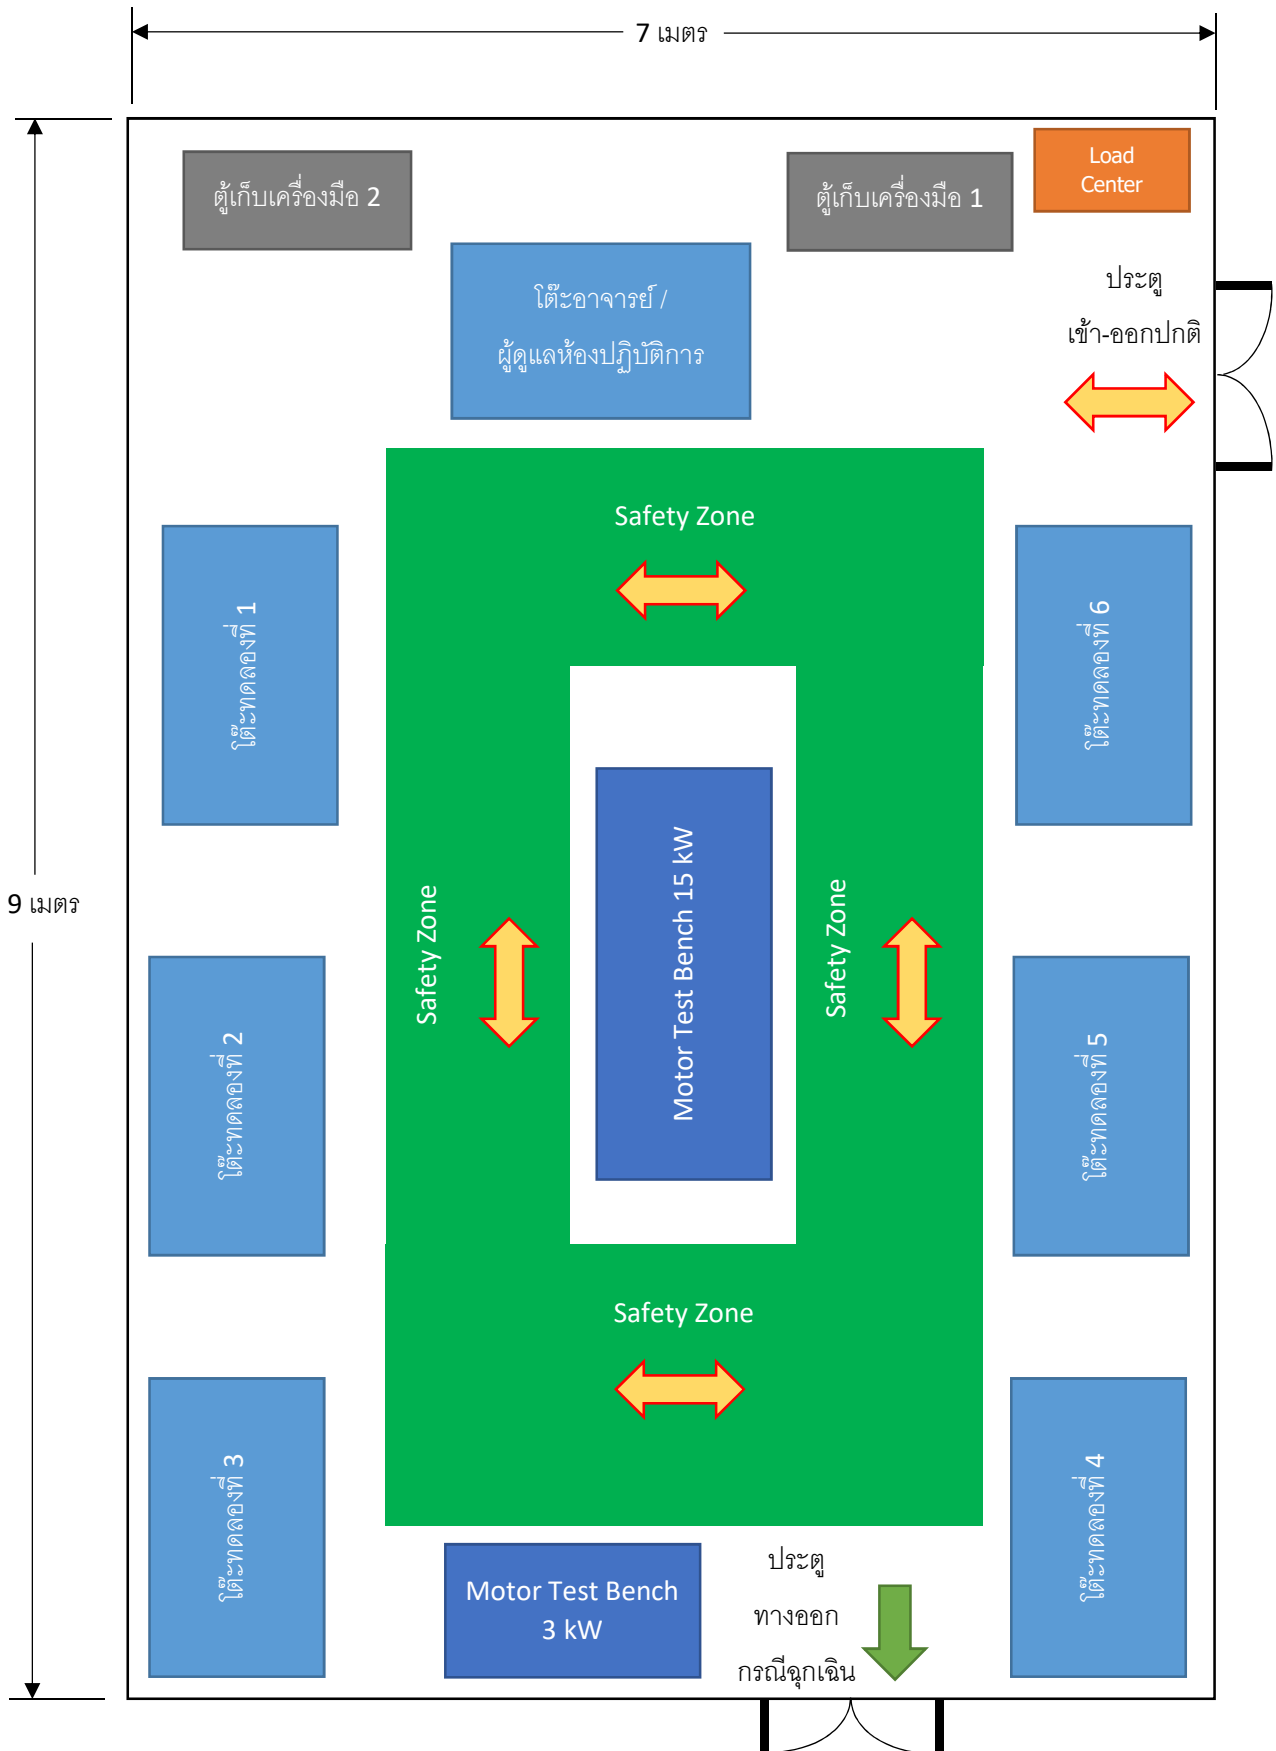 7 เมตร
ตู้เก็บเครื่องมือ 2
ตู้เก็บเครื่องมือ 1
Load
Center
โต๊ะอาจารย์ /
ผู้ดูแลห้องปฏิบัติการ
ประตู
เข้า-ออกปกติ
Safety Zone
โต๊ะทดลองที่ 1
โต๊ะทดลองที่ 6
9 เมตร
Safety Zone
Motor Test Bench 15 kW
Safety Zone
โต๊ะทดลองที่ 2
โต๊ะทดลองที่ 5
Safety Zone
โต๊ะทดลองที่ 3
โต๊ะทดลองที่ 4
Motor Test Bench
3 kW
ประตู
ทางออก
กรณีฉุกเฉิน